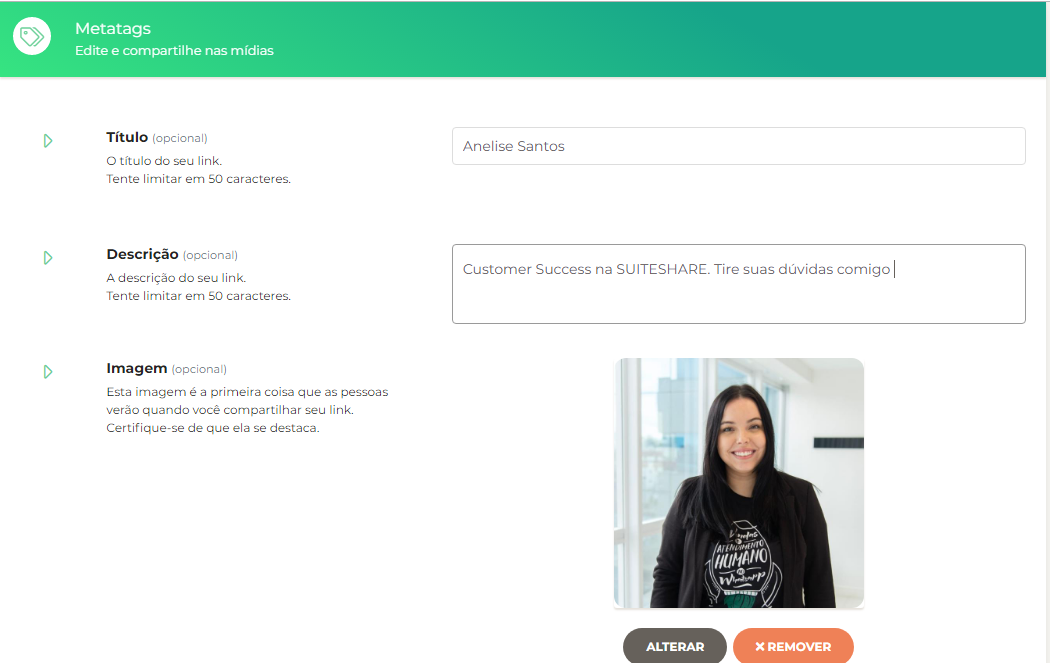 Metatags
Edite e compartilhe nas mídias
Título (opcional)
O título do seu link.
Tente limitar em 50 caracteres.
Anelise Santos
Descrição (opcional)
A descrição do seu link.
Tente limitar em 50 caracteres.
Customer Success na SUITESHARE. Tire suas dúvidas comigo
Imagem (opcional)
Esta imagem é a primeira coisa que as pessoas
verão quando você compartilhar seu link.
Certifique-se de que ela se destaca.
ATENDIMENTO
HUMANO
WhatsApp
ALTERAR
REMOVER